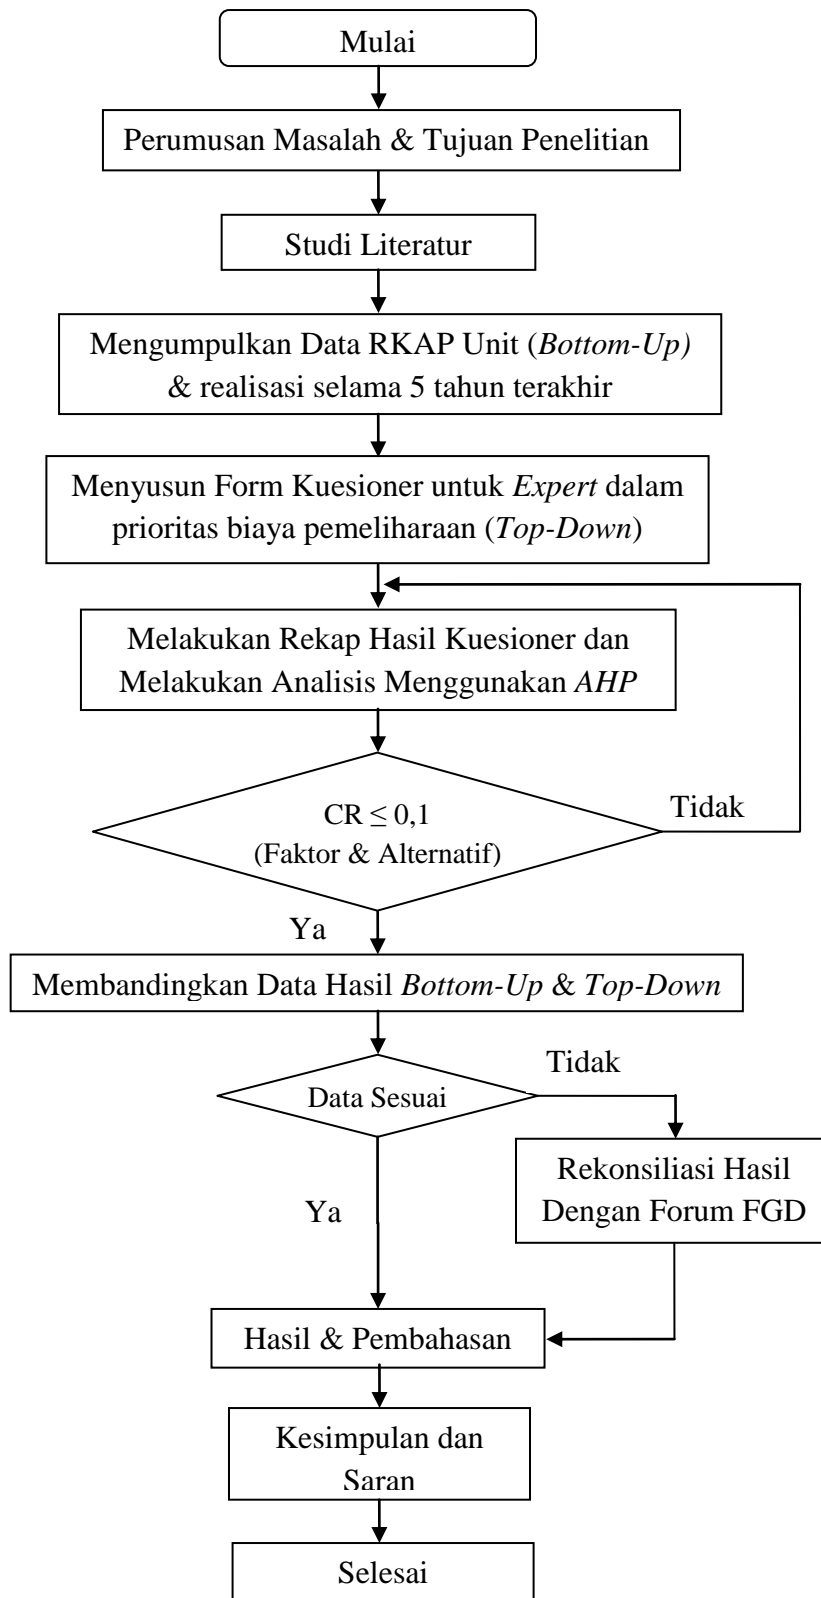 Mulai
Perumusan Masalah & Tujuan Penelitian
Studi Literatur
Mengumpulkan Data RKAP Unit (Bottom-Up)
& realisasi selama 5 tahun terakhir
Menyusun Form Kuesioner untuk Expert dalam
prioritas biaya pemeliharaan (Top-Down)
Melakukan Rekap Hasil Kuesioner dan
Melakukan Analisis Menggunakan AHP
CR ≤ 0,1
(Faktor & Alternatif)
Tidak
Ya
Membandingkan Data Hasil Bottom-Up & Top-Down
Data Sesuai
Tidak
Rekonsiliasi Hasil
Dengan Forum FGD
Ya
Hasil & Pembahasan
Kesimpulan dan
Saran
Selesai